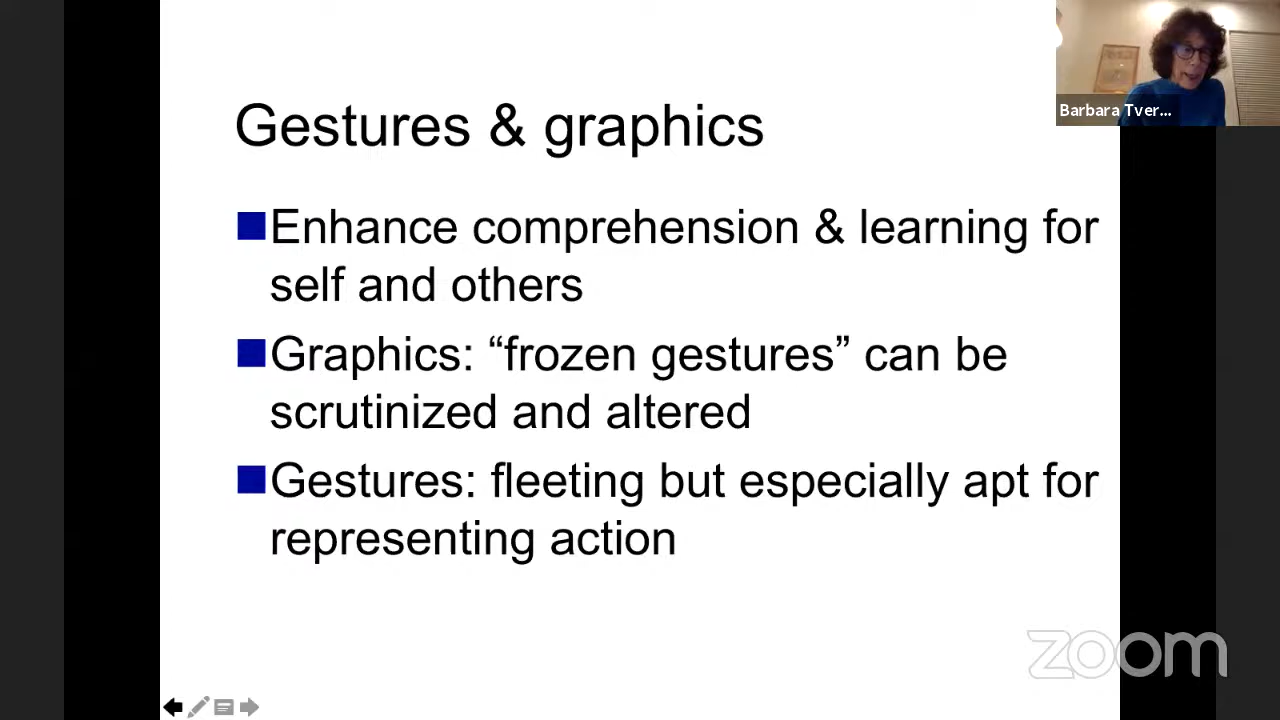 Gestures & graphics
Enhance comprehension & learning for
self and others
Graphics: “frozen gestures” can be
scrutinized and altered
Gestures: fleeting but especially apt for
representing action
Barbara Tver...
zoom